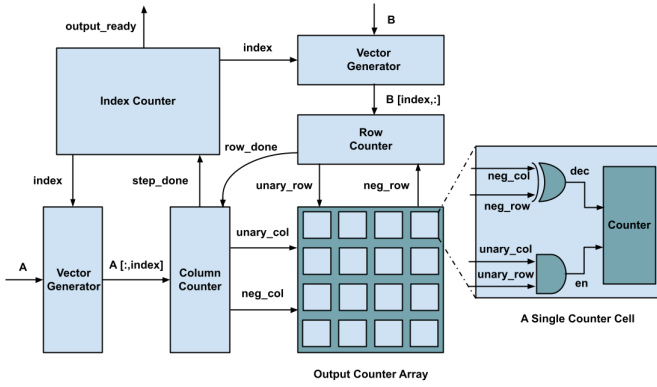 output_ready
B
index
Vector
Generator
Index Counter
B [index,:]
row_done
Row
Counter
index
step_done
unary_row
neg_row
neg_col
dec
neg_row
Counter
unary_col
unary_col
A
Vector
Generator
A [:,index]
Column
Counter
unary_row
en
neg_col
A Single Counter Cell
Output Counter Array